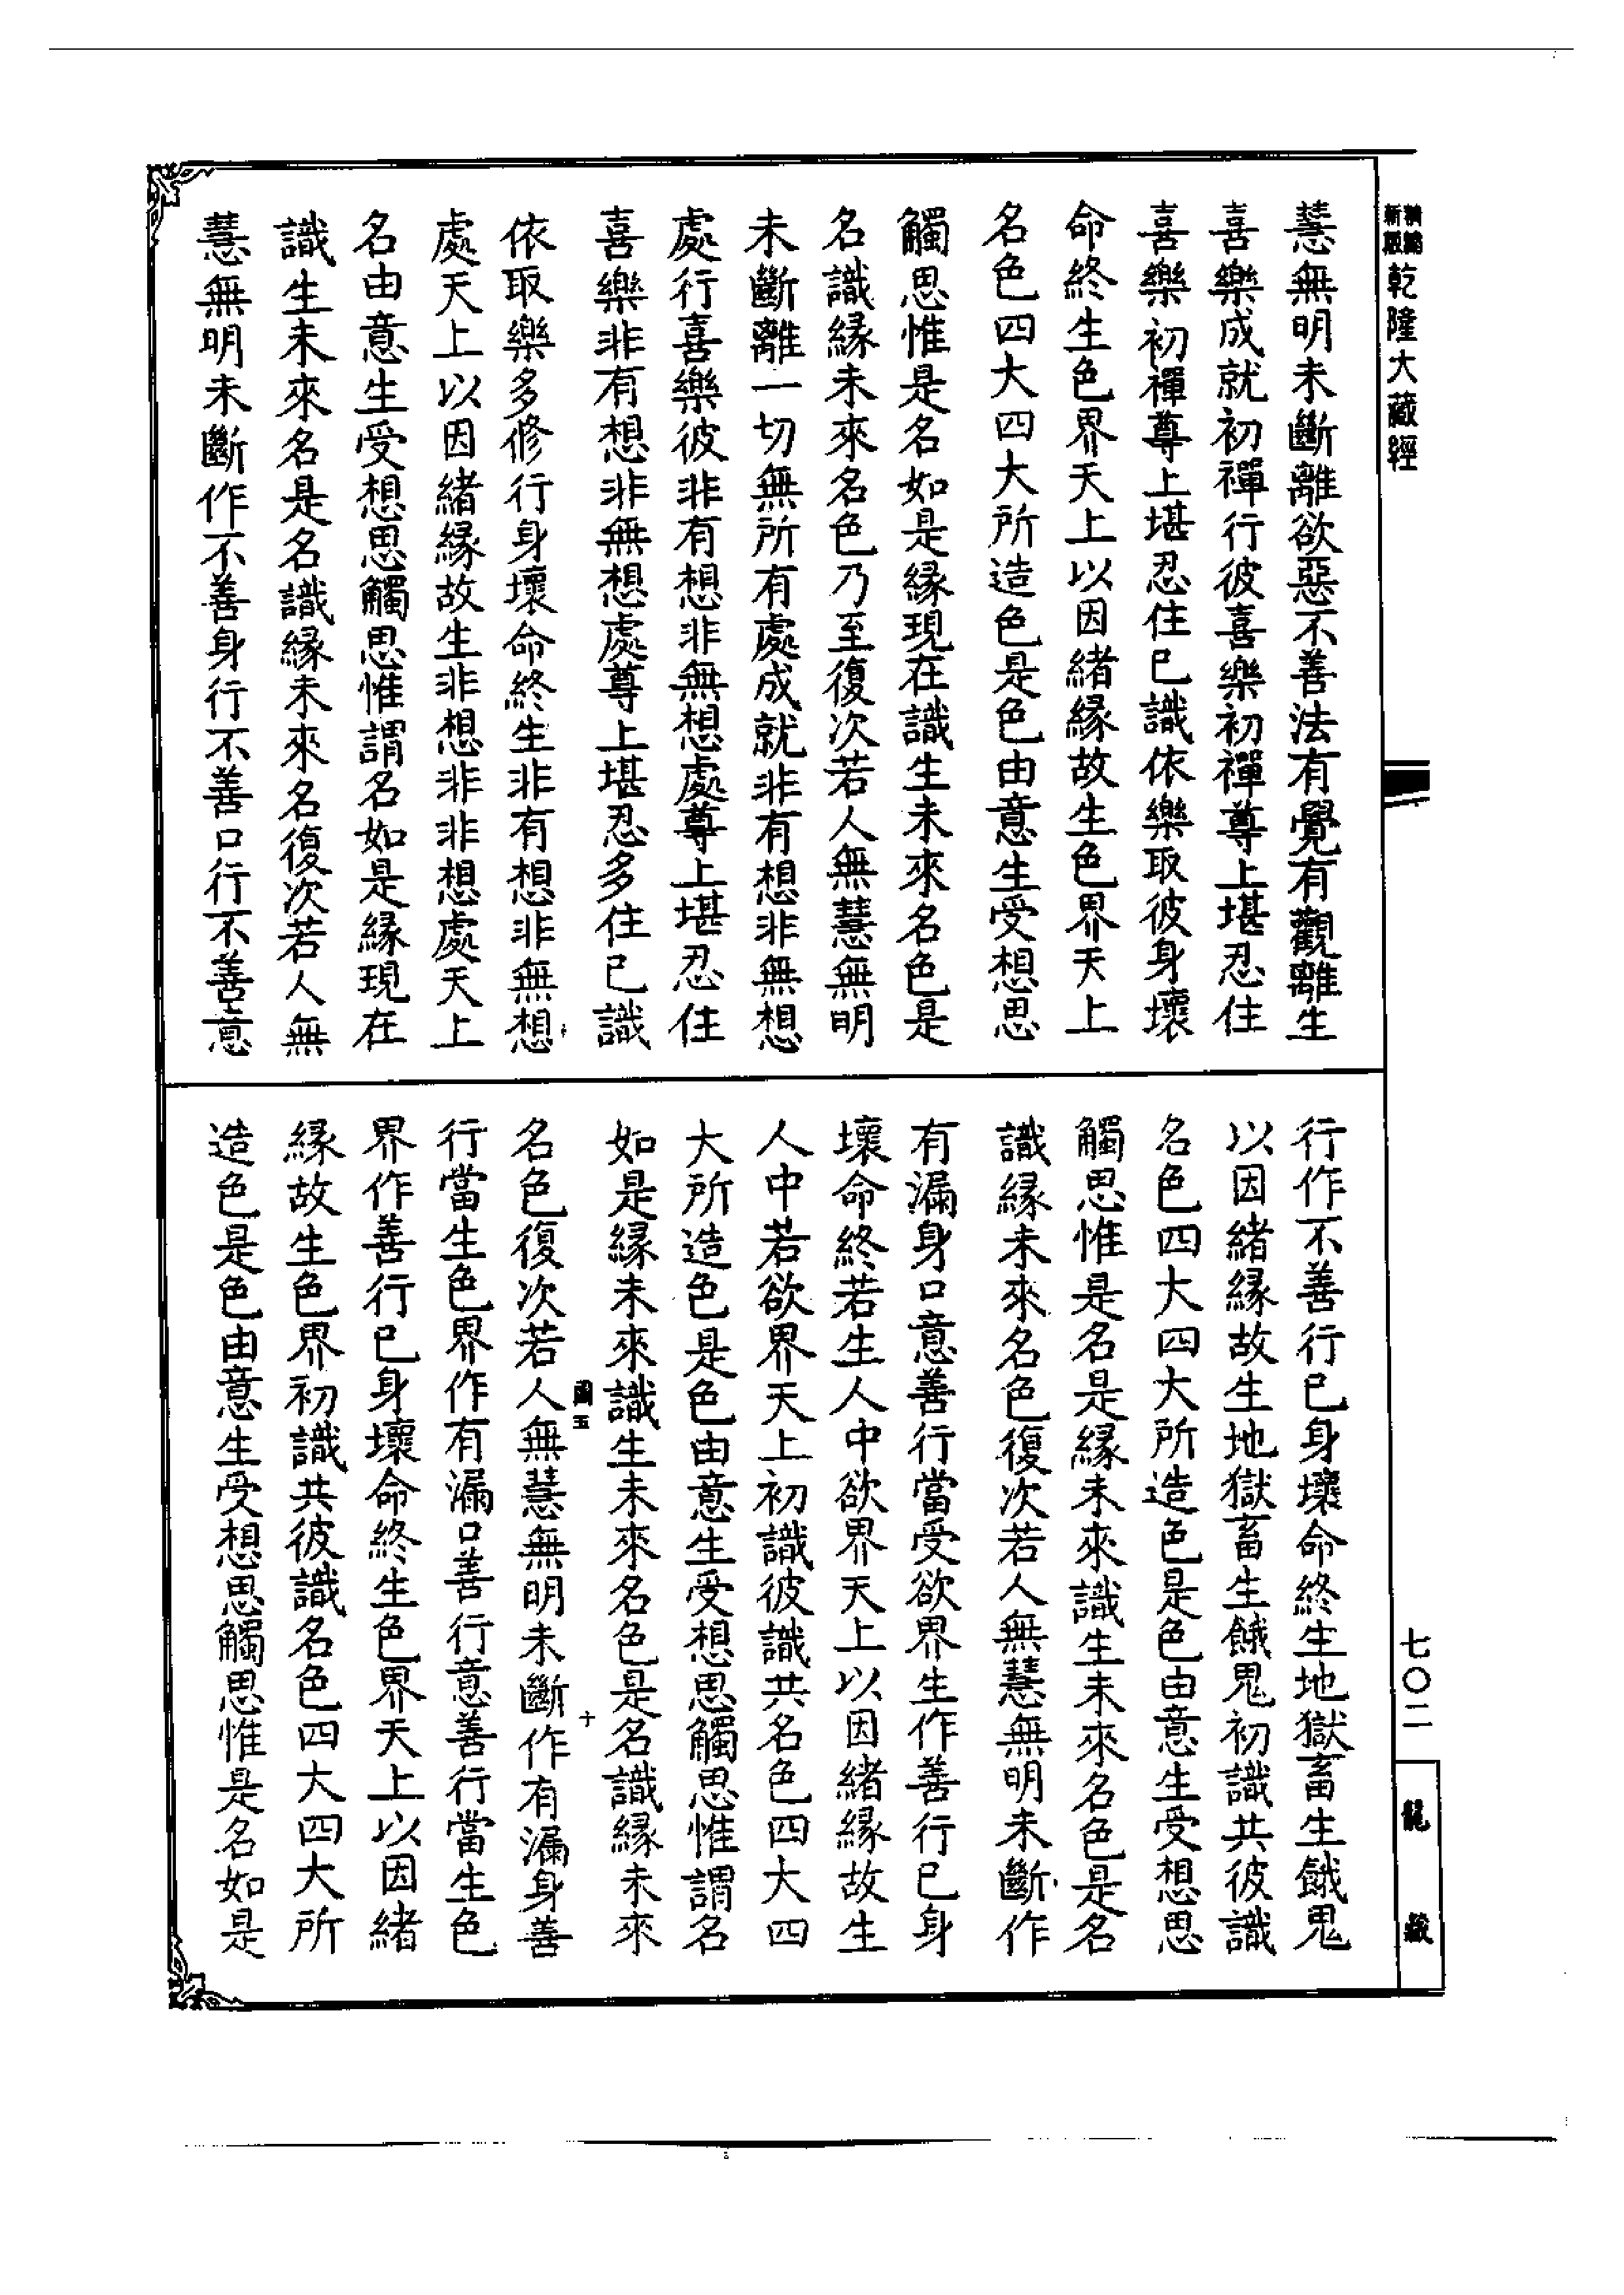 新版
精縮
乾隆大藏經
慧無明未斷離欲惡不善法有覺有觀離生
喜樂成就初禪行彼喜樂初禪尊上堪忍住
喜樂初禪尊上堪忍住已識依樂取彼身壞
命終生色界天上以因緒縁故生色界天上
名色四大四大所造色是色由意生受想思
觸思惟是名如是縁現在識生未來名色是
名識縁未來名色乃至復次若人無慧無明
未斷離一切無所有處成就非有想非無想
處行喜樂彼非有想非無想處尊上堪忍住
喜樂非有想非無想處尊上堪忍多住已識
依取樂多修行身壞命終生非有想非無想
處天上以因緒縁故生非想非非想處天上
名由意生受想思觸思惟謂名如是縁現在
識生未來名是名識縁未來名復次若人無
慧無明未斷作不善身行不善口行不善意
行作不善行已身壞命終生地獄畜生餓鬼
以因緒縁故生地獄畜生餓鬼初識共彼識
名色四大四大所造色是色由意生受想思
觸思惟是名是縁未來識生未來名色是名
識縁未來名色復次若人無慧無明未斷作
有漏身口意善行當受欲界生作善行已身
壞命終若生人中欲界天上以因緒縁故生
人中若欲界天上初識彼識共名色四大四
大所造色是色由意生受想思觸思惟謂名
如是縁未來識生未來名色是名識縁未來
名色復次若人無慧無明未斷作有漏身善
行當生色界作有漏口善行意善行當生色
界作善行已身壞命終生色界天上以因緒
縁故生色界初識共彼識名色四大四大所
造色是色由意生受想思觸思惟是名如是
十
七〇二
龍藏